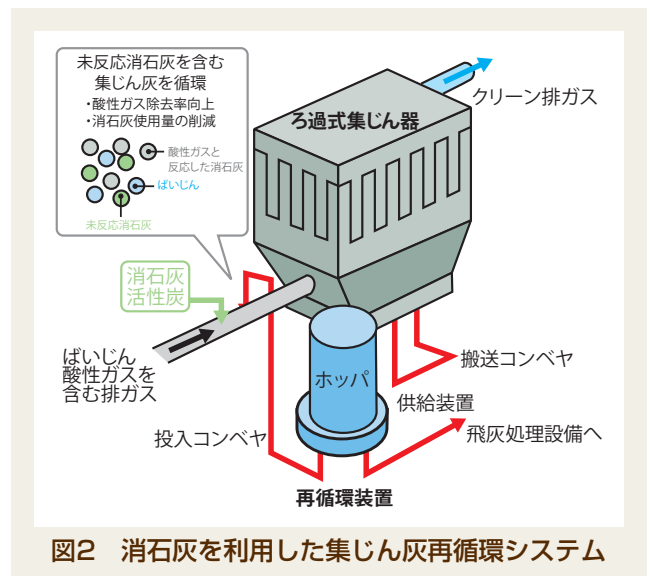 未反応消石灰を含む
集じん灰を循環
・酸性ガス除去率向上
・消石灰使用量の削減
酸性ガスと
反応した消石灰
ばいじん
未反応消石灰
ろ過式集じん器
クリーン排ガス
消石灰
活性炭
ばいじん
酸性ガスを
含む排ガス
ホッパ
搬送コンベヤ
供給装置
投入コンベヤ
飛灰処理設備へ
再循環装置
図2 消石灰を利用した集じん灰再循環システム